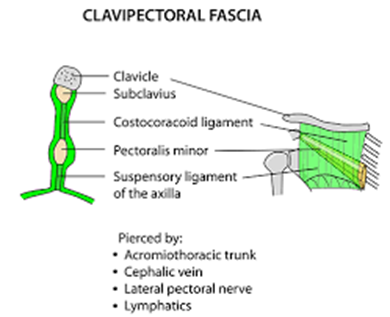 CLAVIPECTORAL FASCIA
Clavicle
Subclavius
Costocoracoid ligament
Pectoralis minor
Suspensory ligament
of the axilla
Pierced by:
• Acromiothoracic trunk
• Cephalic vein
• Lateral pectoral nerve
• Lymphatics